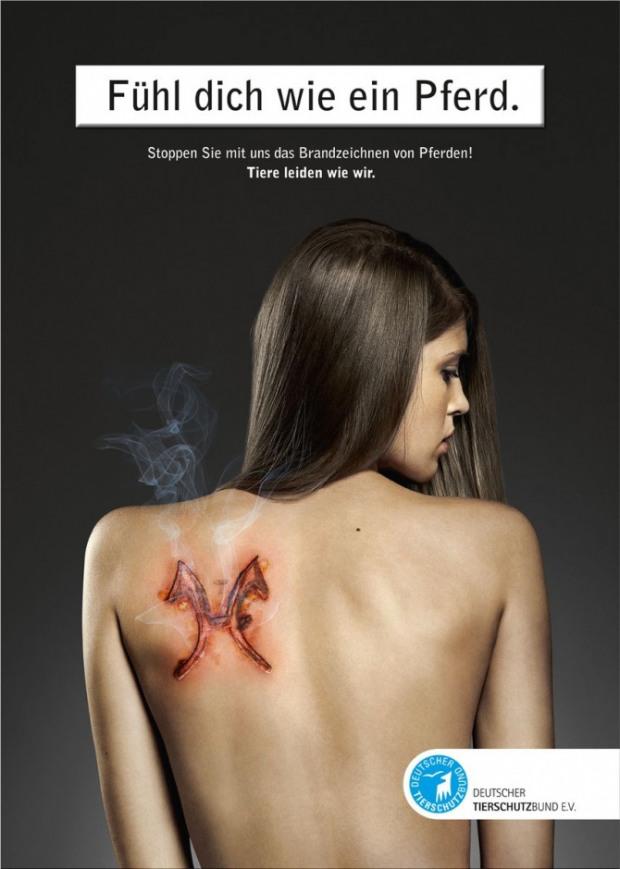 Fühl dich wie ein Pferd.
Stoppen Sie mit uns das Brandzeichnen von Pferden!
Tiere leiden wie wir.
DEUTSCHER
TIERSCHUTZBUND
DEUTSCHER
TIERSCHUTZBUND E.V.